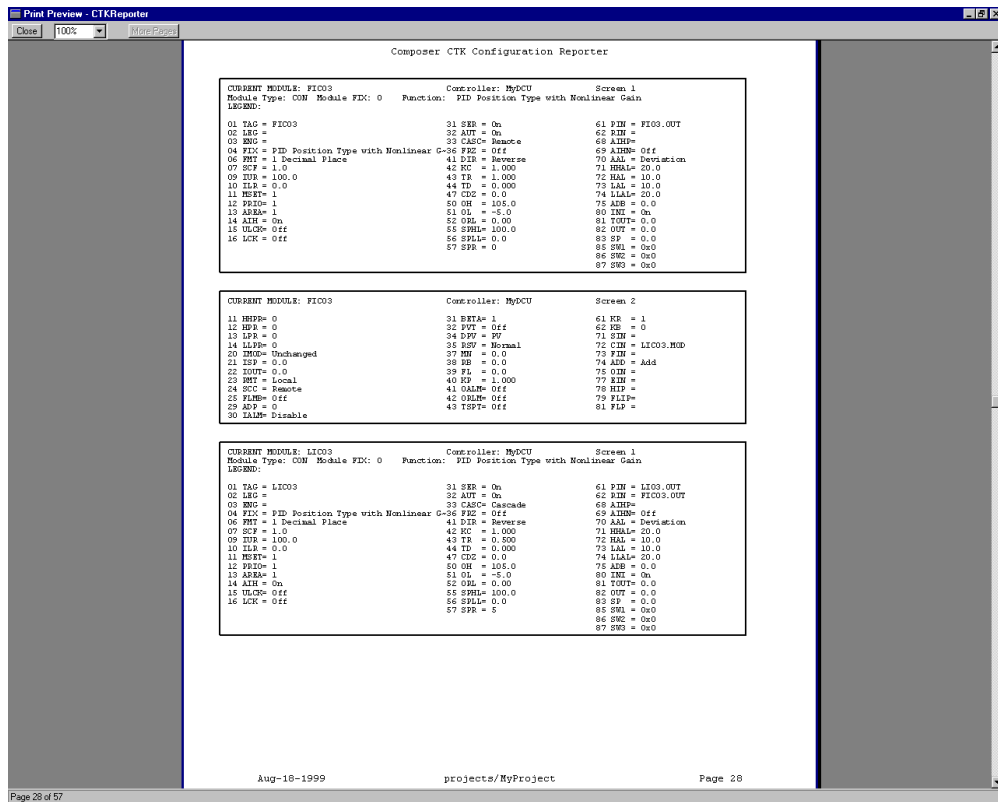 Print Preview - CTKReporter
Close 100% More Pages
Composer CTK Configuration Reporter
CURRENT MODULE: FIC03 Controller: MyDCU Screen 1
Module Type: CON Module FIX: 0 Function: PID Position Type with Nonlinear Gain
LEGEND:
01 TAG = FIC03 31 SER = On 61 PIN = FI03.OUT
02 LEG = 32 AUT = On 62 RIN =
03 ENG = 33 CASC= Remote 68 AIHP=
04 FIX = PID Position Type with Nonlinear G~36 FRZ = Off 69 AIHN= Off
06 FMT = 1 Decimal Place 41 DIR = Reverse 70 AAL = Deviation
07 SCF = 1.0 42 KC = 1.000 71 HHAL= 20.0
09 IUR = 100.0 43 TR = 1.000 72 HAL = 10.0
10 ILR = 0.0 44 TD = 0.000 73 LAL = 10.0
11 MSET= 1 47 CDZ = 0.0 74 LLAL= 20.0
12 PRIO= 1 50 OH = 105.0 75 ADB = 0.0
13 AREA= 1 51 OL = -5.0 80 INI = On
14 AIH = On 52 ORL = 0.00 81 TOUT= 0.0
15 ULCK= Off 55 SPHL= 100.0 82 OUT = 0.0
16 LCK = Off 56 SPLL= 0.0 83 SP = 0.0
57 SPR = 0 85 SW1 = 0x0
86 SW2 = 0x0
87 SW3 = 0x0
CURRENT MODULE: FIC03 Controller: MyDCU Screen 2
11 HHPR= 0 31 BETA= 1 61 KR = 1
12 HPR = 0 32 PVT = Off 62 KB = 0
13 LPR = 0 34 DPV = PV 71 SIN =
14 LLPR= 0 35 RSV = Normal 72 CIN = LIC03.MOD
20 IMOD= Unchanged 37 MN = 0.0 73 FIN =
21 ISP = 0.0 38 RB = 0.0 74 ADD = Add
22 IOUT= 0.0 39 FL = 0.0 75 OIN =
23 RMT = Local 40 KP = 1.000 77 EIN =
24 SCC = Remote 41 OALM= Off 78 HIP =
25 FLMB= Off 42 ORLM= Off 79 FLIP=
29 ADP = 0 43 TSPT= Off 81 FLP =
30 IALM= Disable
CURRENT MODULE: LIC03 Controller: MyDCU Screen 1
Module Type: CON Module FIX: 0 Function: PID Position Type with Nonlinear Gain
LEGEND:
01 TAG = LIC03 31 SER = On 61 PIN = LI03.OUT
02 LEG = 32 AUT = On 62 RIN = FIC03.OUT
03 ENG = 33 CASC= Cascade 68 AIHP=
04 FIX = PID Position Type with Nonlinear G~36 FRZ = Off 69 AIHN= Off
06 FMT = 1 Decimal Place 41 DIR = Reverse 70 AAL = Deviation
07 SCF = 1.0 42 KC = 1.000 71 HHAL= 20.0
09 IUR = 100.0 43 TR = 0.500 72 HAL = 10.0
10 ILR = 0.0 44 TD = 0.000 73 LAL = 10.0
11 MSET= 1 47 CDZ = 0.0 74 LLAL= 20.0
12 PRIO= 1 50 OH = 105.0 75 ADB = 0.0
13 AREA= 1 51 OL = -5.0 80 INI = On
14 AIH = On 52 ORL = 0.00 81 TOUT= 0.0
15 ULCK= Off 55 SPHL= 100.0 82 OUT = 0.0
16 LCK = Off 56 SPLL= 0.0 83 SP = 0.0
57 SPR = 5 85 SW1 = 0x0
86 SW2 = 0x0
87 SW3 = 0x0
Aug-18-1999 projects/MyProject Page 28
Page 28 of 57